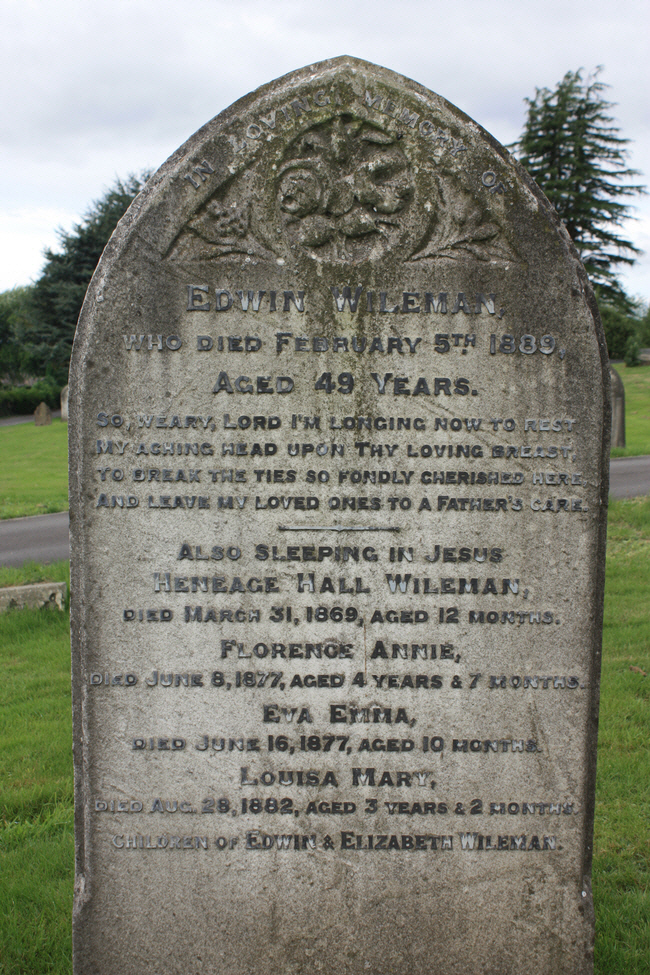 IN LOVING MEMORY OF
EDWIN WILEMAN,
WHO DIED FEBRUARY 5TH 1889,
AGED 49 YEARS.
SO, WEARY, LORD I'M LONGING NOW TO REST
MY ACHING HEAD UPON THY LOVING BREAST,
TO BREAK THE TIES SO FONDLY CHERISHED HERE
AND LEAVE MY LOVED ONES TO A FATHER'S CARE.
ALSO SLEEPING IN JESUS
HENEAGE HALL WILEMAN,
DIED MARCH 31, 1869, AGED 12 MONTHS.
FLORENCE ANNIE,
DIED JUNE 8, 1877, AGED 4 YEARS & 7 MONTHS.
EVA EMMA,
DIED JUNE 16, 1877, AGED 10 MONTHS.
LOUISA MARY,
DIED AUG. 28, 1882, AGED 3 YEARS & 2 MONTHS.
CHILDREN OF EDWIN & ELIZABETH WILEMAN.